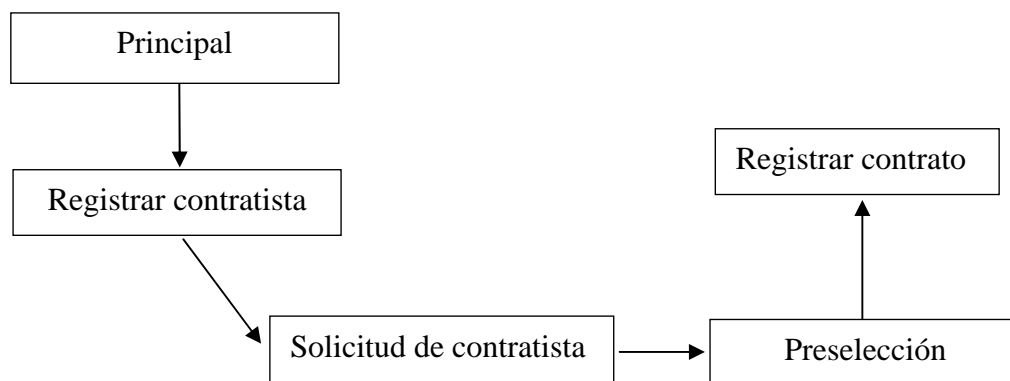 Principal
Registrar contrato
Registrar contratista
Solicitud de contratista
Preselección